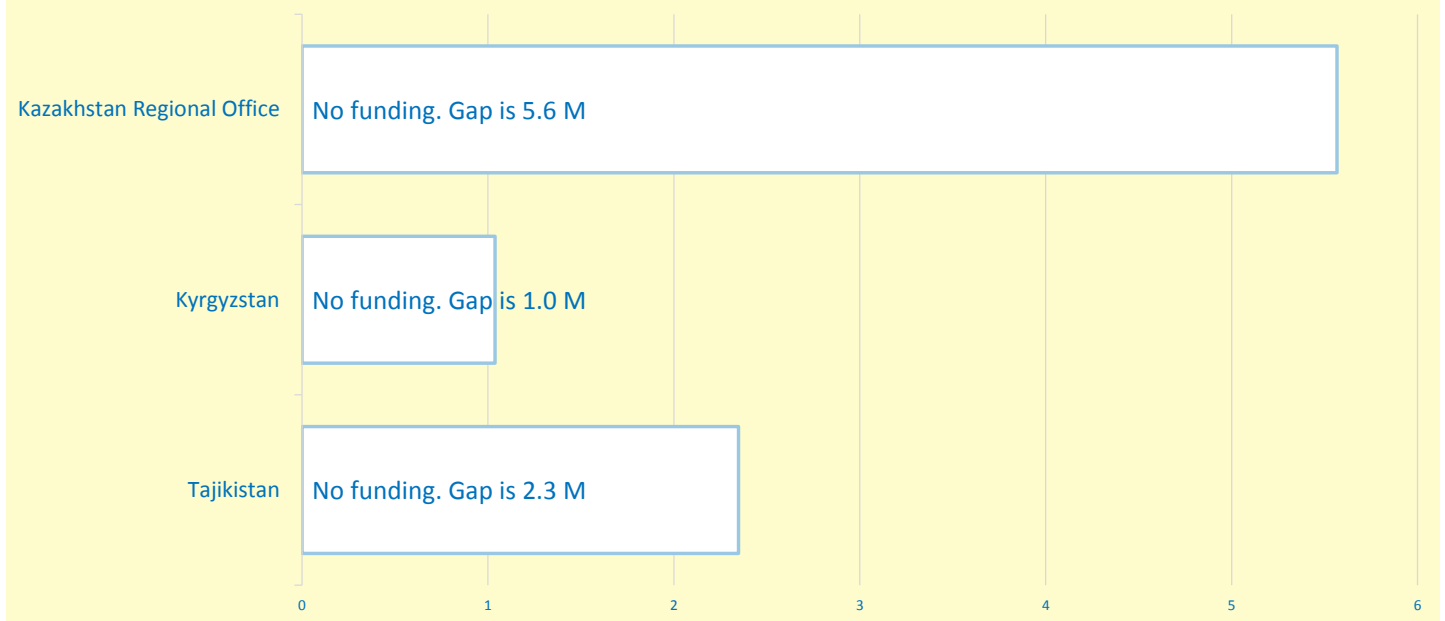 Kazakhstan Regional Office
No funding. Gap is 5.6 M
Kyrgyzstan
No funding. Gap is 1.0 M
Tajikistan
No funding. Gap is 2.3 M
0 1 2 3 4 5 6